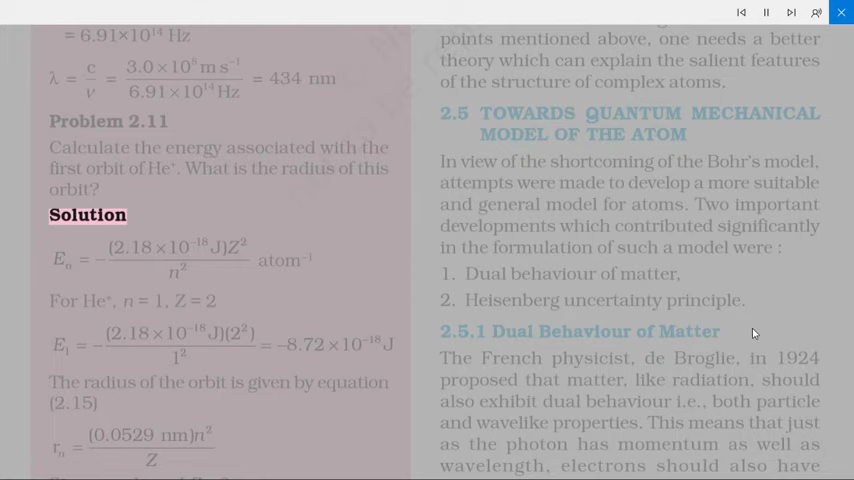 = 6.91×10¹⁴ Hz
λ = c/ν = 3.0×10⁸ m s⁻¹ / 6.91×10¹⁴ Hz = 434 nm
Problem 2.11
Calculate the energy associated with the
first orbit of He⁺. What is the radius of this
orbit?
Solution
Eₙ = –(2.18×10⁻¹⁸ J)Z² / n² atom⁻¹
For He⁺, n = 1, Z = 2
E₁ = –(2.18×10⁻¹⁸ J)(2²) / 1² = –8.72×10⁻¹⁸ J
The radius of the orbit is given by equation
(2.15)
rₙ = (0.0529 nm)n² / Z
points mentioned above, one needs a better
theory which can explain the salient features
of the structure of complex atoms.
2.5 TOWARDS QUANTUM MECHANICAL
MODEL OF THE ATOM
In view of the shortcoming of the Bohr's model,
attempts were made to develop a more suitable
and general model for atoms. Two important
developments which contributed significantly
in the formulation of such a model were :
1. Dual behaviour of matter,
2. Heisenberg uncertainty principle.
2.5.1 Dual Behaviour of Matter
The French physicist, de Broglie, in 1924
proposed that matter, like radiation, should
also exhibit dual behaviour i.e., both particle
and wavelike properties. This means that just
as the photon has momentum as well as
wavelength, electrons should also have